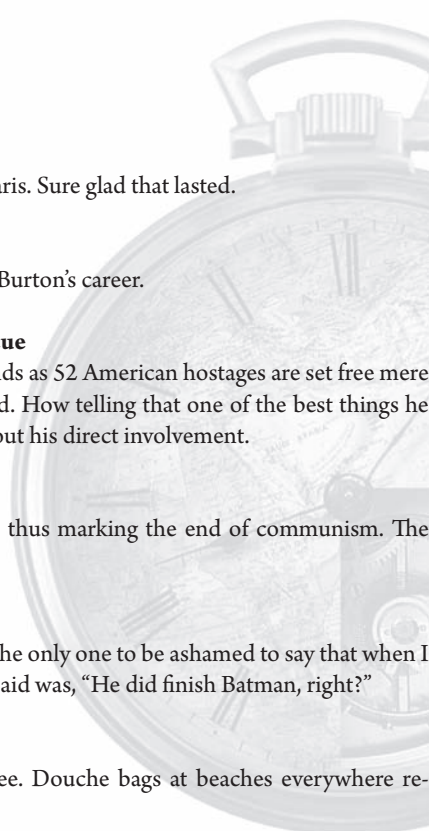 aris. Sure glad that lasted.
Burton’s career.
ue
nds as 52 American hostages are set free mere
d. How telling that one of the best things he
out his direct involvement.
thus marking the end of communism. The
he only one to be ashamed to say that when I
aid was, “He did finish Batman, right?”
ee. Douche bags at beaches everywhere re-